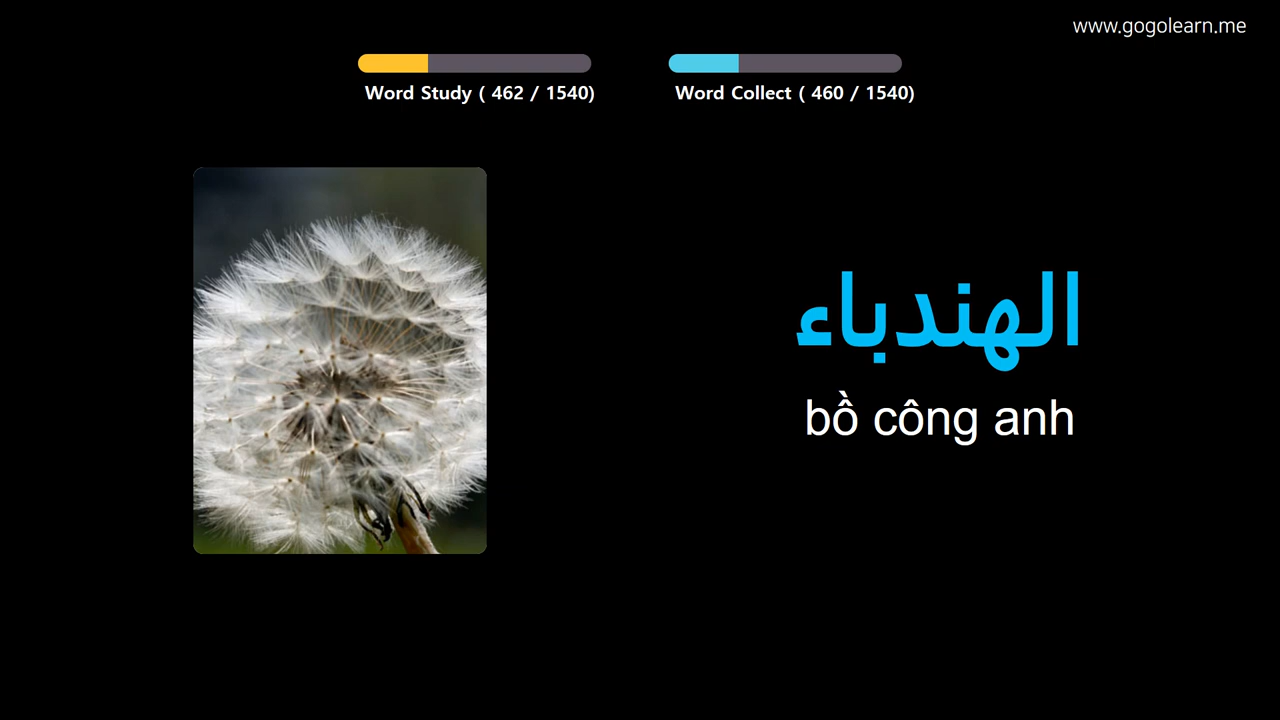 www.gogolearn.me
Word Study ( 462 / 1540)
Word Collect ( 460 / 1540)
الهندباء
bồ công anh